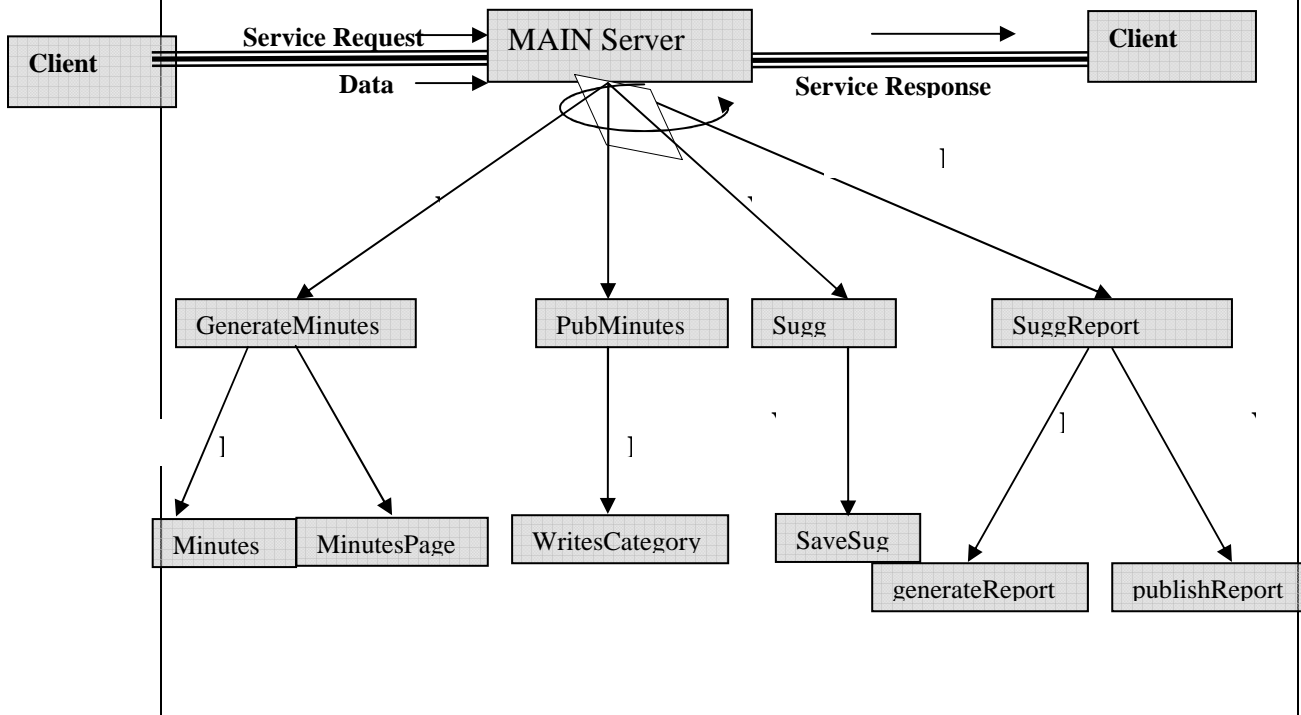 Client
Service Request
Data
MAIN Server
Service Response
Client
GenerateMinutes
PubMinutes
Sugg
SuggReport
Minutes
MinutesPage
WritesCategory
SaveSug
generateReport
publishReport